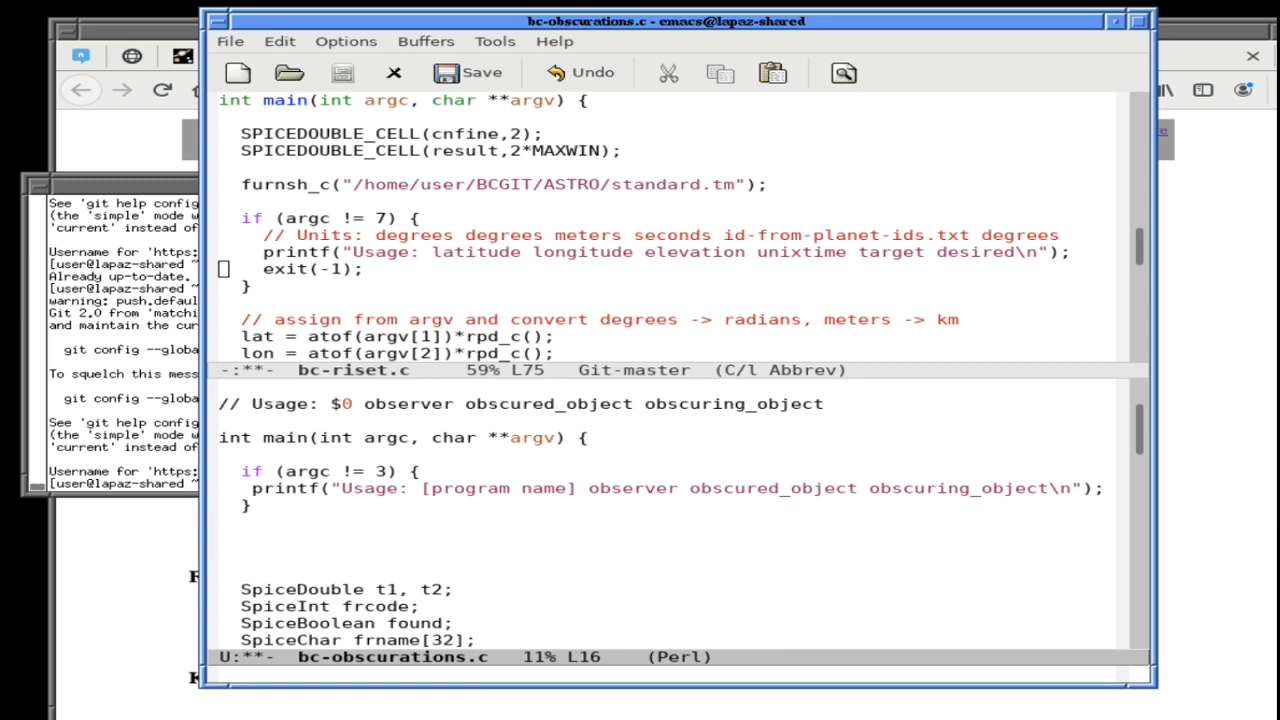 bc-obscurations.c - emacs@lapaz-shared
File Edit Options Buffers Tools Help
Save Undo
int main(int argc, char **argv) {
SPICEDOUBLE_CELL(cnfine,2);
SPICEDOUBLE_CELL(result,2*MAXWIN);
furnsh_c("/home/user/BCGIT/ASTRO/standard.tm");
if (argc != 7) {
// Units: degrees degrees meters seconds id-from-planet-ids.txt degrees
printf("Usage: latitude longitude elevation unixtime target desired\n");
exit(-1);
}
// assign from argv and convert degrees -> radians, meters -> km
lat = atof(argv[1])*rpd_c();
lon = atof(argv[2])*rpd_c();
-:**- bc-riset.c 59% L75 Git-master (C/l Abbrev)
// Usage: $0 observer obscured_object obscuring_object
int main(int argc, char **argv) {
if (argc != 3) {
printf("Usage: [program name] observer obscured_object obscuring_object\n");
}
SpiceDouble t1, t2;
SpiceInt frcode;
SpiceBoolean found;
SpiceChar frname[32];
U:**- bc-obscurations.c 11% L16 (Perl)
See 'git help config
(the 'simple' mode w
'current' instead of
Username for 'https:
[user@lapaz-shared ~
Already up-to-date.
[user@lapaz-shared ~
warning: push.defaul
Git 2.0 from 'matchi
and maintain the cur
git config --globa
To squelch this mess
git config --globa
See 'git help config
(the 'simple' mode w
'current' instead of
Username for 'https:
[user@lapaz-shared ~